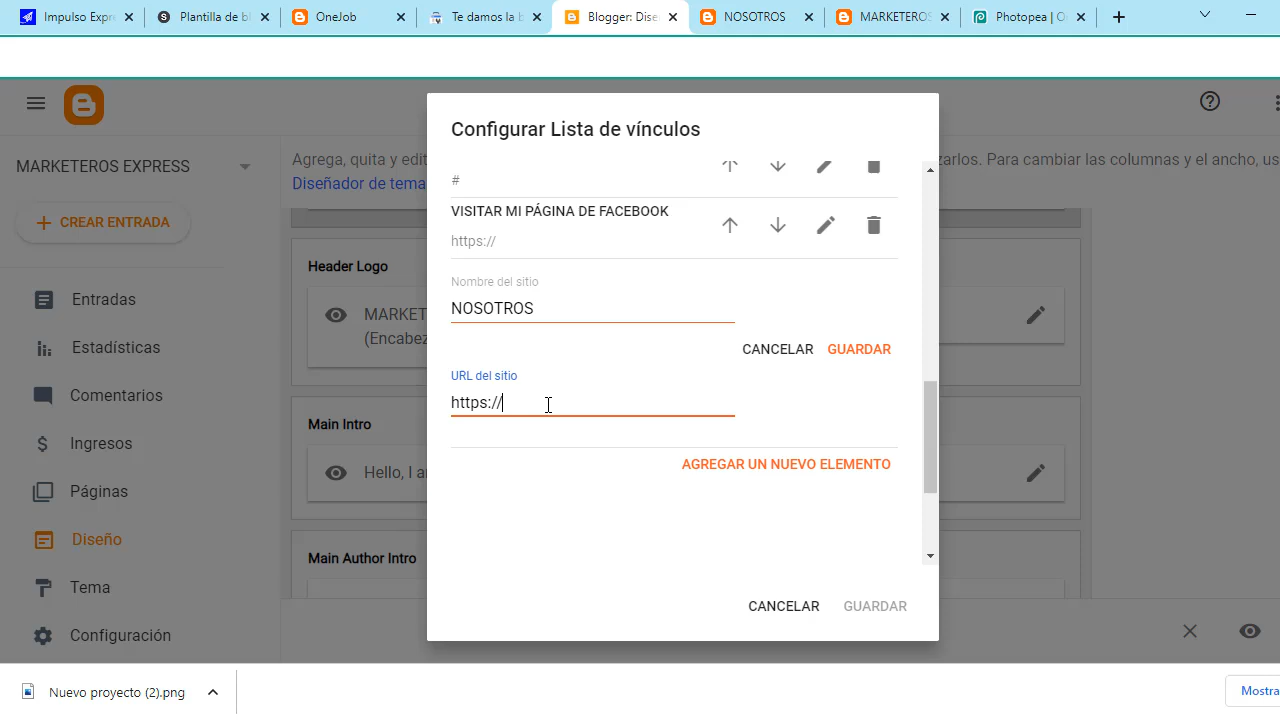 Impulso Expr
Plantilla de bl
OneJob
Te damos la b
Blogger: Dise
NOSOTROS
MARKETEROS
Photopea | O
MARKETEROS EXPRESS
CREAR ENTRADA
Entradas
Estadísticas
Comentarios
Ingresos
Páginas
Diseño
Tema
Configuración
Agrega, quita y edit
zarlos. Para cambiar las columnas y el ancho, us
Diseñador de tema
Header Logo
MARKET
(Encabez
Main Intro
Hello, I a
Main Author Intro
Configurar Lista de vínculos
#
VISITAR MI PÁGINA DE FACEBOOK
https://
Nombre del sitio
NOSOTROS
CANCELAR GUARDAR
URL del sitio
https://
AGREGAR UN NUEVO ELEMENTO
CANCELAR GUARDAR
Nuevo proyecto (2).png
Mostra